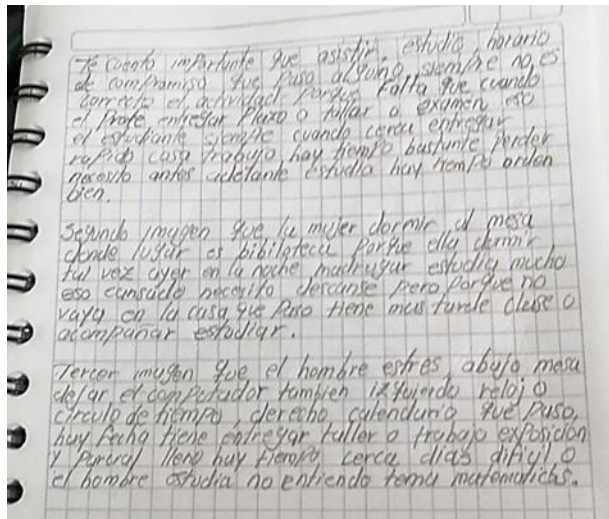 Te cuento importante que asistir, estudio, horario
de compromiso que paso alguno, siempre no es
correcto el actividad porque falta que cuando
el profe entregar plazo o taller o examen eso
el estudiante siempre cuando cerca entregar
rapido casa trabajo, hay tiempo bastante perder
necesito antes adelante estudia hay tiempo orden
bien.
Segundo imagen que la mujer dormir al mesa
donde lugar es bibiloteca porque ella dormir
tal vez ayer en la noche madrugar estudia mucho
eso cansado necesito descanse pero porque no
vaya en la casa, que paso tiene mas tarde clase o
acompañar estudiar.
Tercer imagen que el hombre estres, abajo mesa
dejar el computador tambien izquierdo reloj o
circulo de tiempo, derecho calendario que paso,
hay fecha tiene entregar taller o trabajo exposicion
y parcial lleno hay tiempo cerca dias dificil o
el hombre estudia no entiendo tema matematicas.